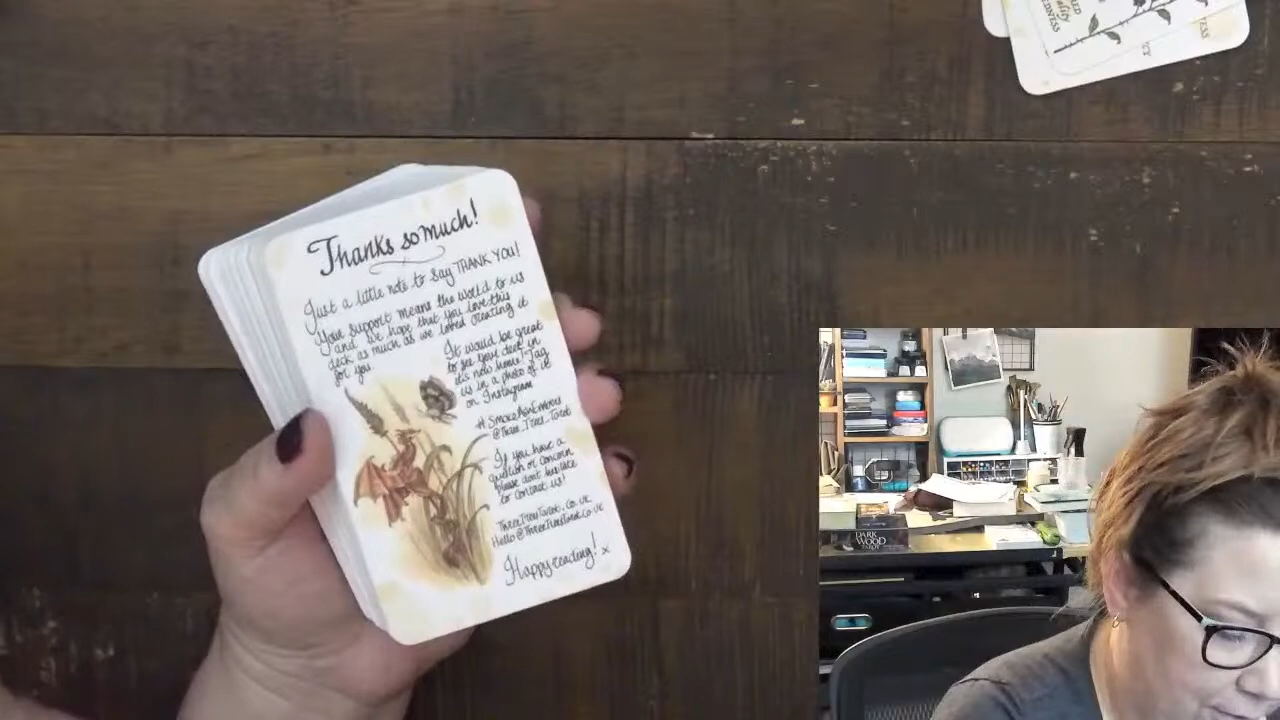 Thanks so much!
Just a little note to say THANK YOU!
Your support means the world to us
and we hope that you love this
deck as much as we loved creating it
for you
It would be great
to see your deck in
it's new home! Tag
us in a photo of it
on Instagram
#SmokeAshEmbers
@Three_Trees_Tarot
If you have a
question or concern
please don't hesitate
to contact us!
ThreeTreesTarot.co.uk
Hello@ThreeTreesTarot.co.uk
Happy reading! x
DARK
WOOD
TAROT